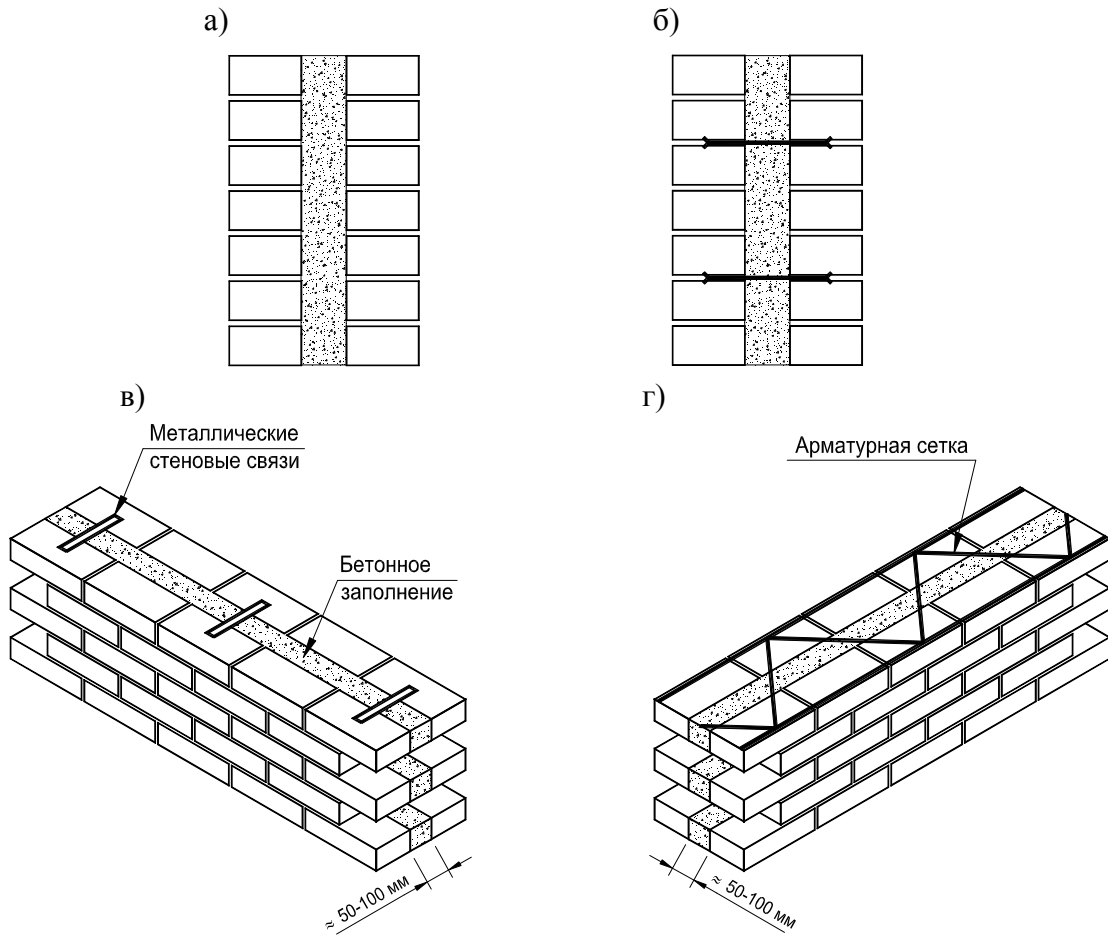 а)
б)
в)
г)
Металлические
стеновые связи
Бетонное
заполнение
Арматурная сетка
≈ 50-100 мм
≈ 50-100 мм